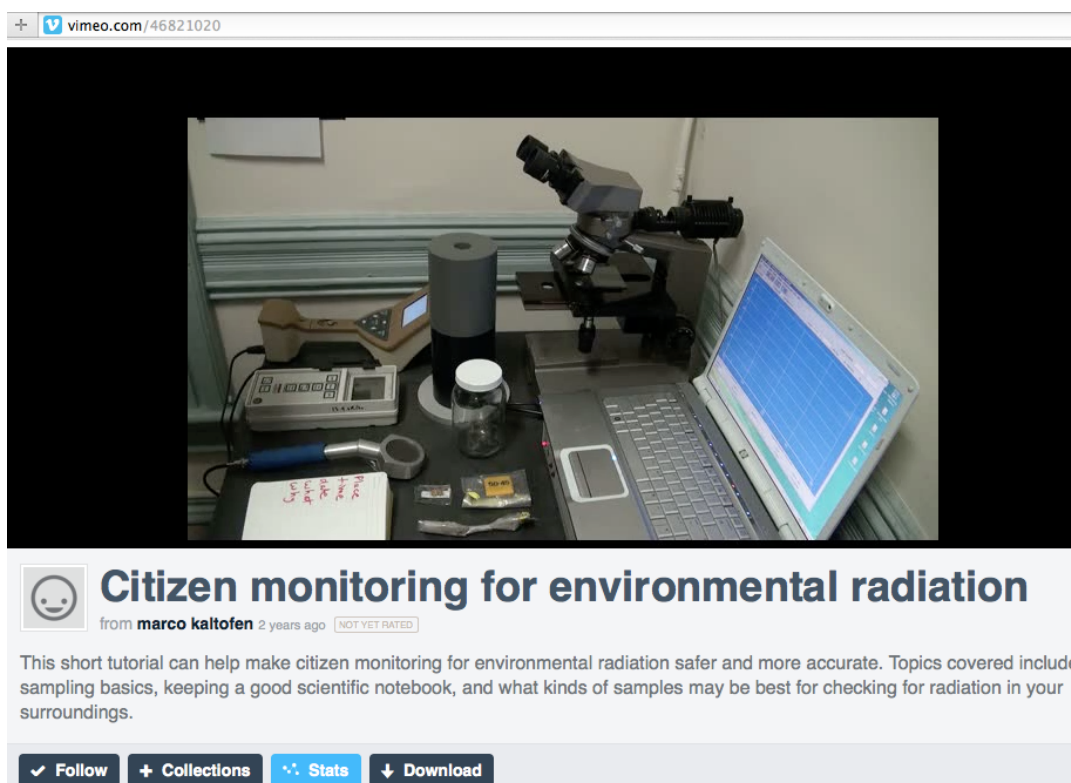 vimeo.com/46821020
Place
time
date
what
why
Citizen monitoring for environmental radiation
from marco kaltofen 2 years ago NOT YET RATED
This short tutorial can help make citizen monitoring for environmental radiation safer and more accurate. Topics covered include
sampling basics, keeping a good scientific notebook, and what kinds of samples may be best for checking for radiation in your
surroundings.
Follow + Collections Stats Download